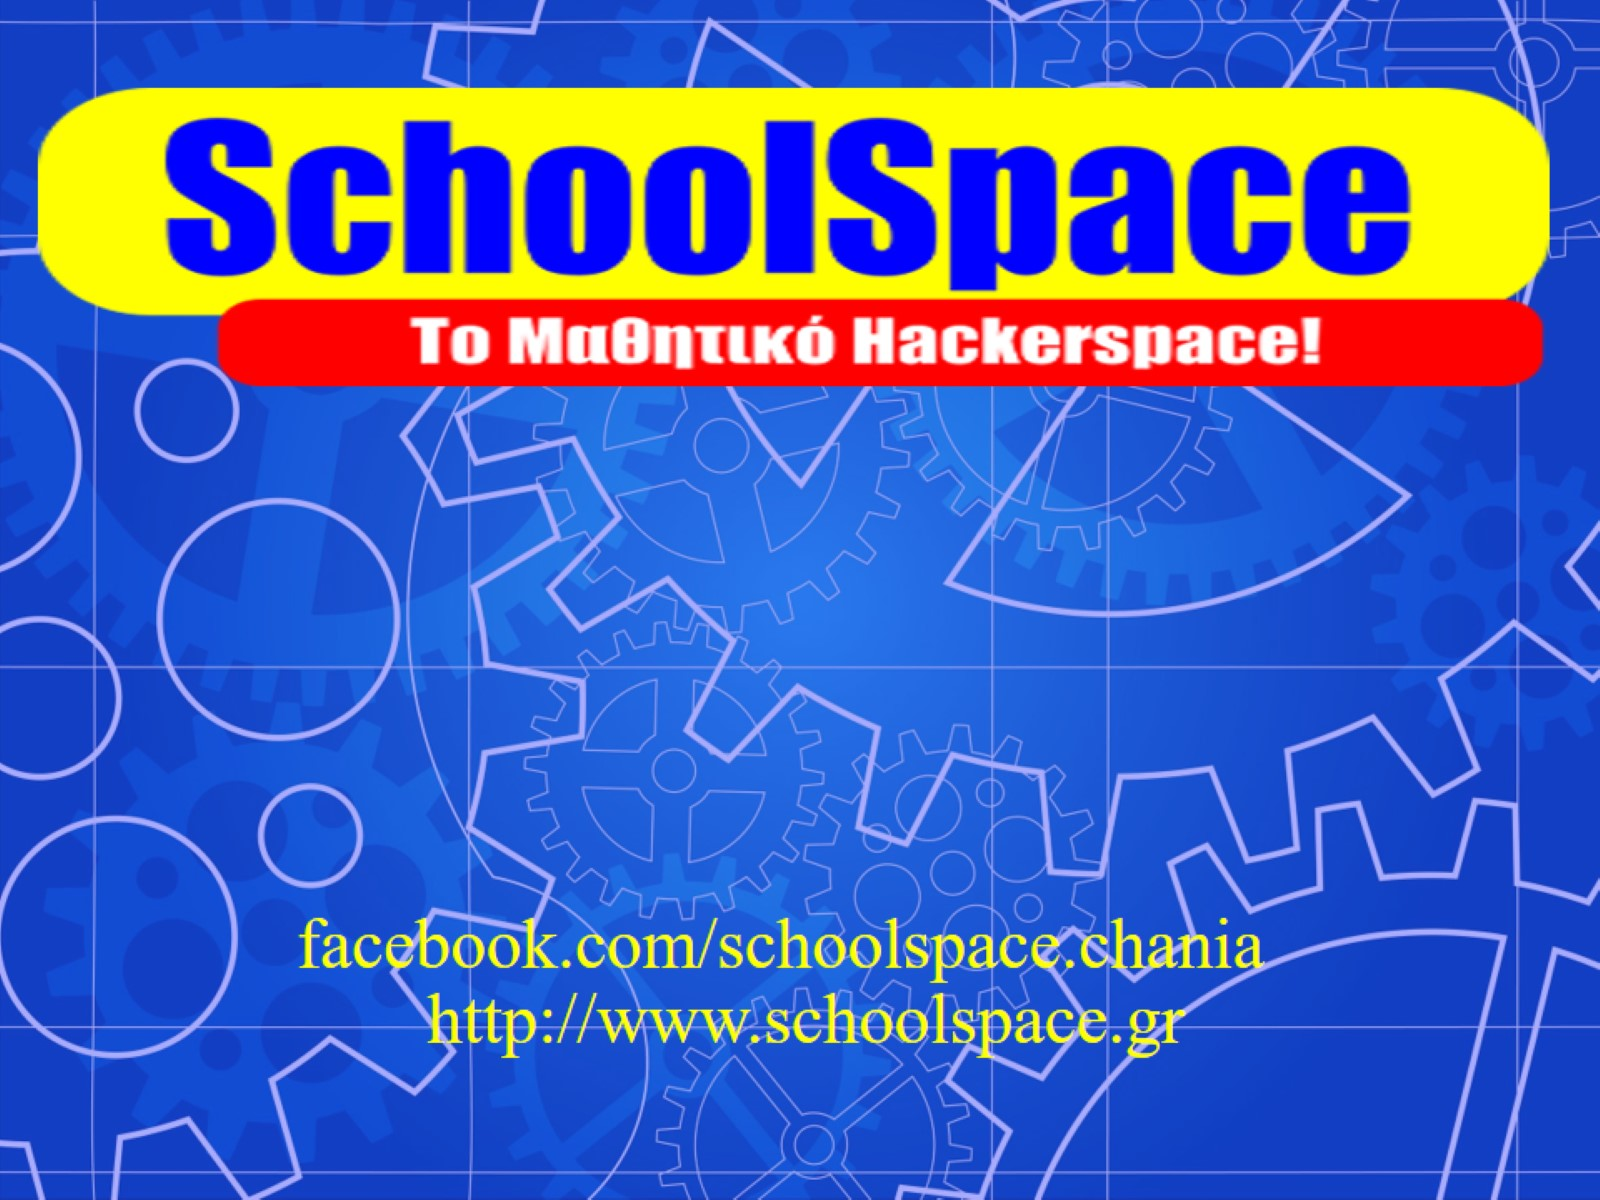 SchoolSpace
Το Μαθητικό Hackerspace!
facebook.com/schoolspace.chania
http://www.schoolspace.gr